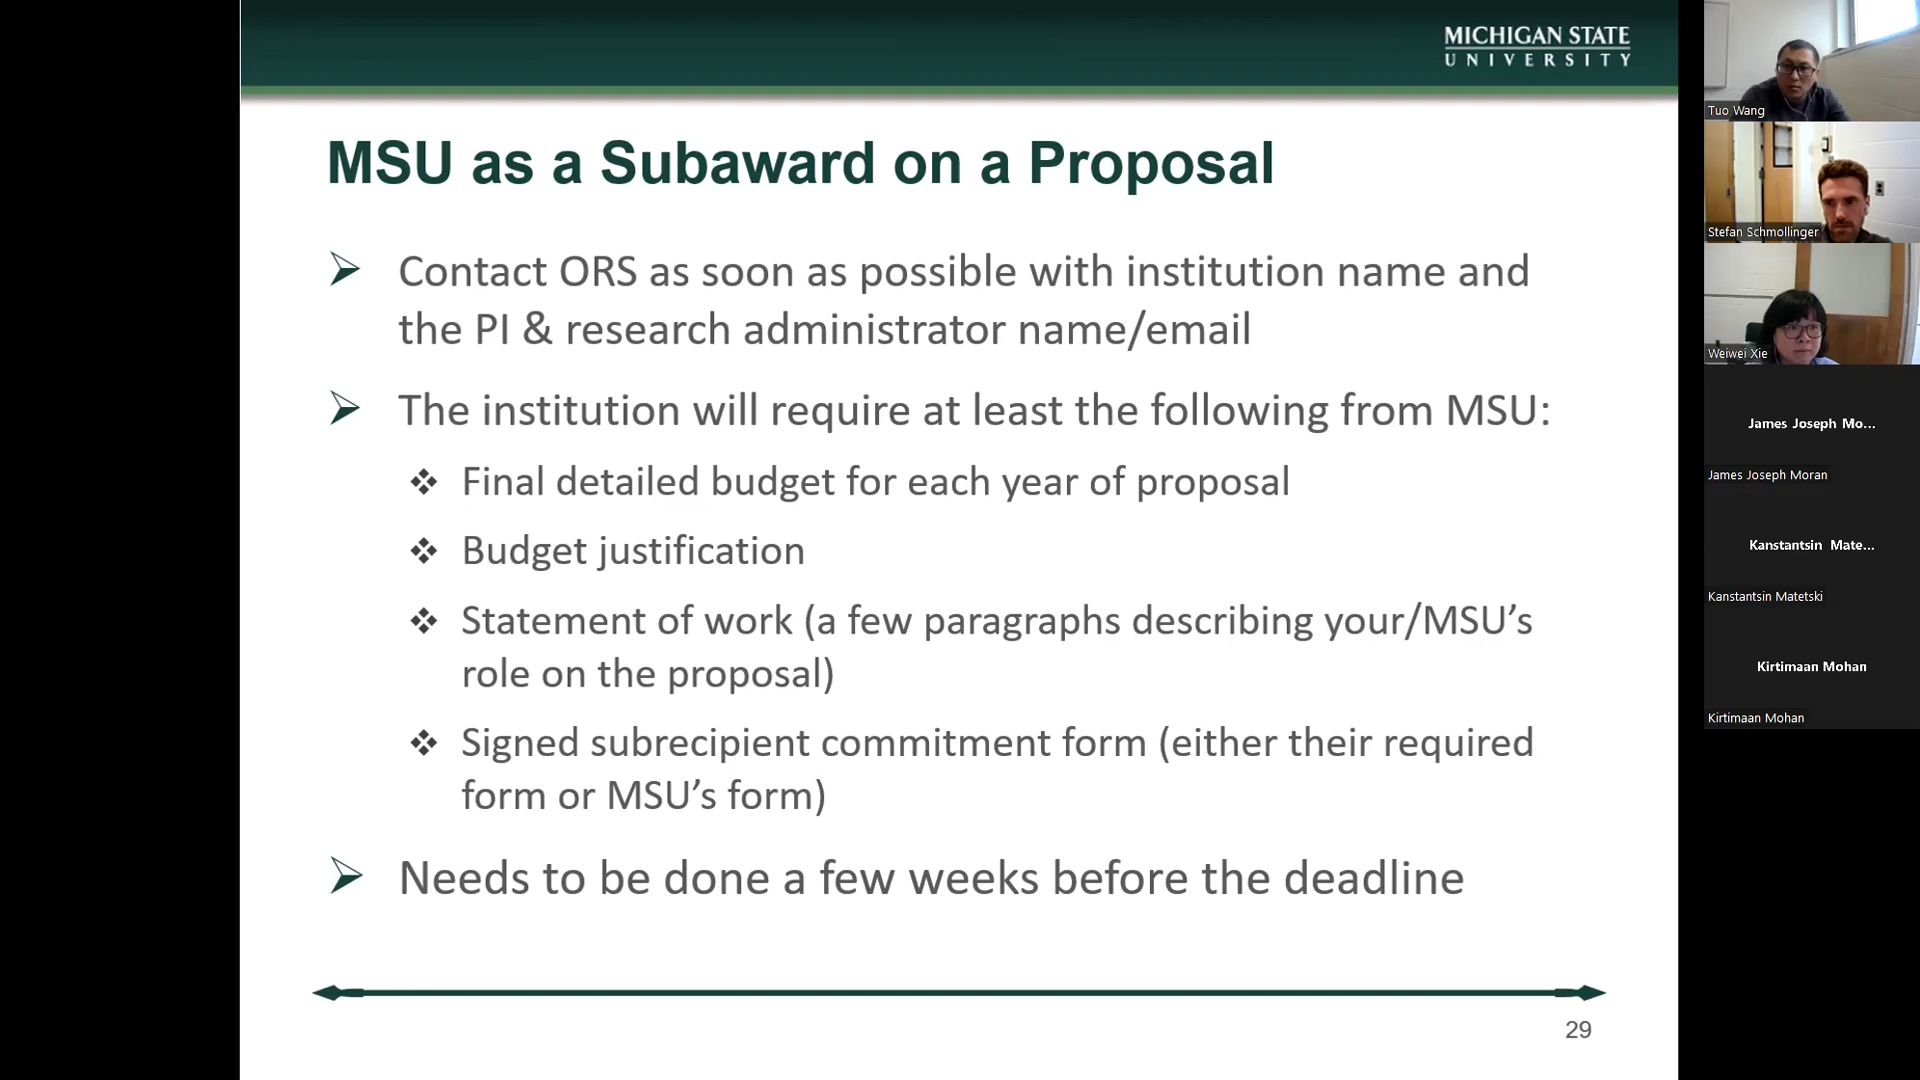 MICHIGAN STATE
UNIVERSITY
MSU as a Subaward on a Proposal
Contact ORS as soon as possible with institution name and
the PI & research administrator name/email
The institution will require at least the following from MSU:
Final detailed budget for each year of proposal
Budget justification
Statement of work (a few paragraphs describing your/MSU’s
role on the proposal)
Signed subrecipient commitment form (either their required
form or MSU’s form)
Needs to be done a few weeks before the deadline
29
Tuo Wang
Stefan Schmollinger
Weiwei Xie
James Joseph Mo...
James Joseph Moran
Kanstantsin Mate...
Kanstantsin Matetski
Kirtimaan Mohan
Kirtimaan Mohan